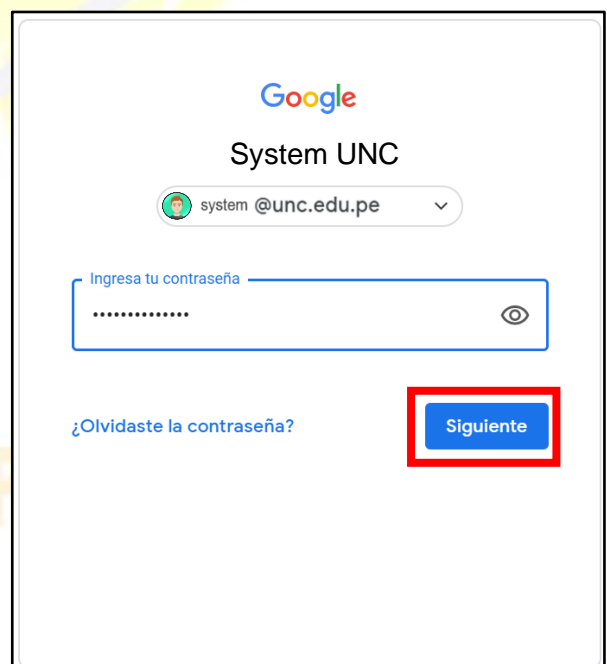 Google
System UNC
system @unc.edu.pe
Ingresa tu contraseña
••••••••••••••
¿Olvidaste la contraseña?
Siguiente